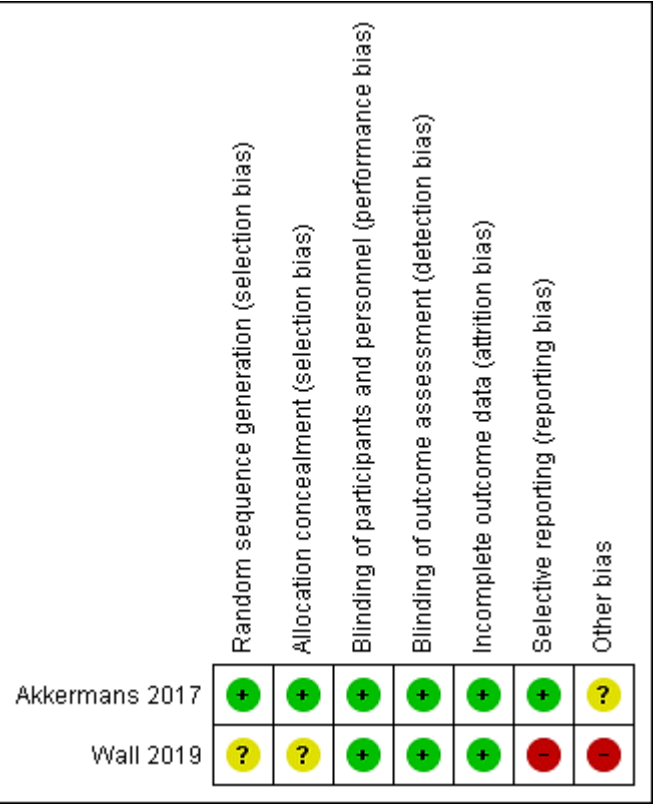 Random sequence generation (selection bias)
Allocation concealment (selection bias)
Blinding of participants and personnel (performance bias)
Blinding of outcome assessment (detection bias)
Incomplete outcome data (attrition bias)
Selective reporting (reporting bias)
Other bias
Akkermans 2017 + + + + + + ?
Wall 2019 ? ? + + + - -